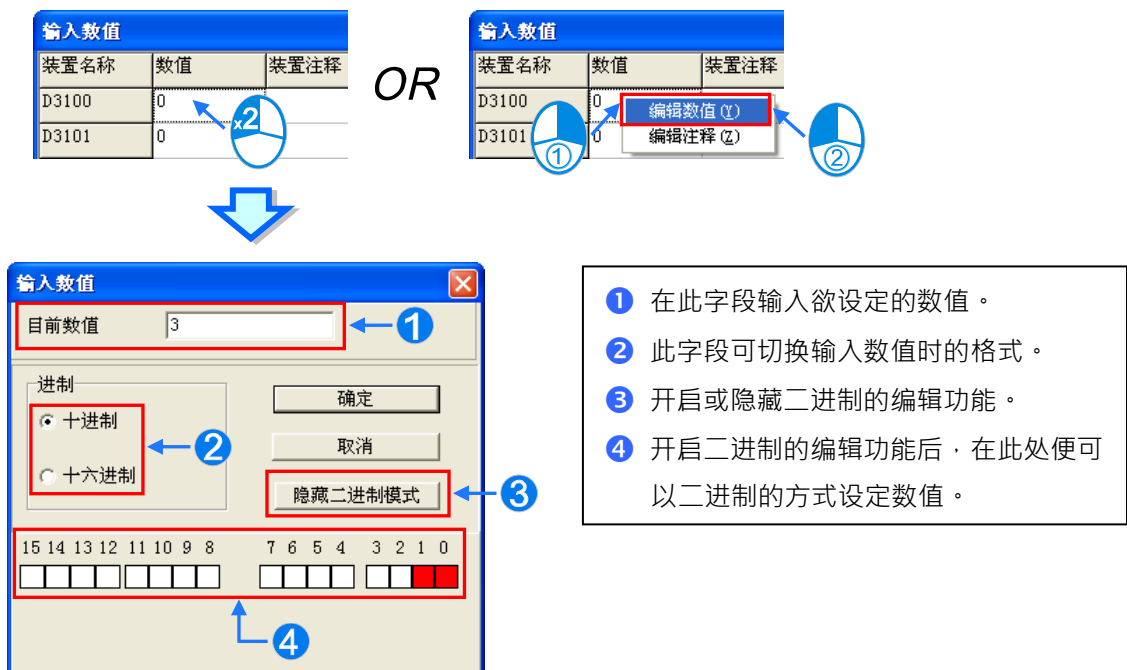 输入数值
装置名称 数值 装置注释
D3100 0
D3101 0
x2
OR
输入数值
装置名称 数值 装置注释
D3100 0
D3101 0
编辑数值(Y)
编辑注释(Z)
①
②
输入数值
目前数值 3
❶
进制
十进制
十六进制
❷
确定
取消
隐藏二进制模式
❸
15 14 13 12 11 10 9 8 7 6 5 4 3 2 1 0
❹
❶ 在此字段输入欲设定的数值。
❷ 此字段可切换输入数值时的格式。
❸ 开启或隐藏二进制的编辑功能。
❹ 开启二进制的编辑功能后，在此处便可
以二进制的方式设定数值。